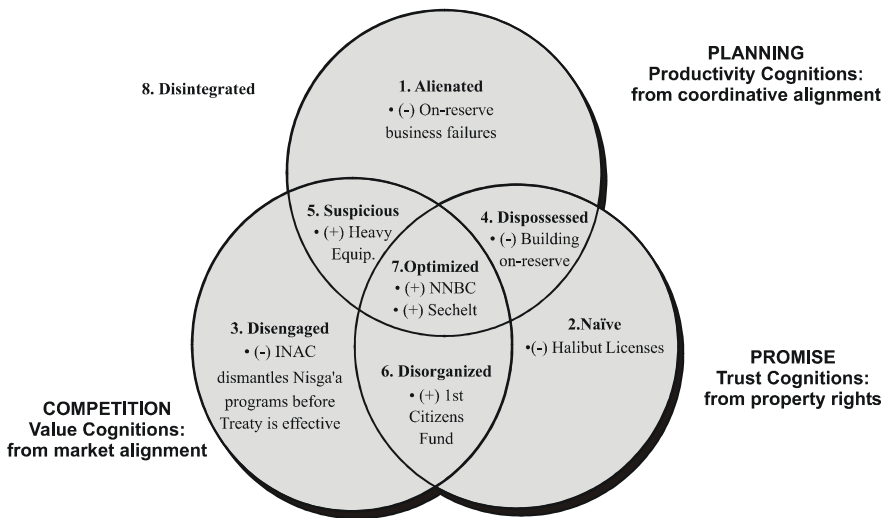 8. Disintegrated
1. Alienated
• (-) On-reserve
business failures
PLANNING
Productivity Cognitions:
from coordinative alignment
5. Suspicious
• (+) Heavy
Equip.
4. Dispossessed
• (-) Building
on-reserve
7.Optimized
• (+) NNBC
• (+) Sechelt
3. Disengaged
• (-) INAC
dismantles Nisga'a
programs before
Treaty is effective
2.Naïve
•(-) Halibut Licenses
6. Disorganized
• (+) 1st
Citizens
Fund
COMPETITION
Value Cognitions:
from market alignment
PROMISE
Trust Cognitions:
from property rights